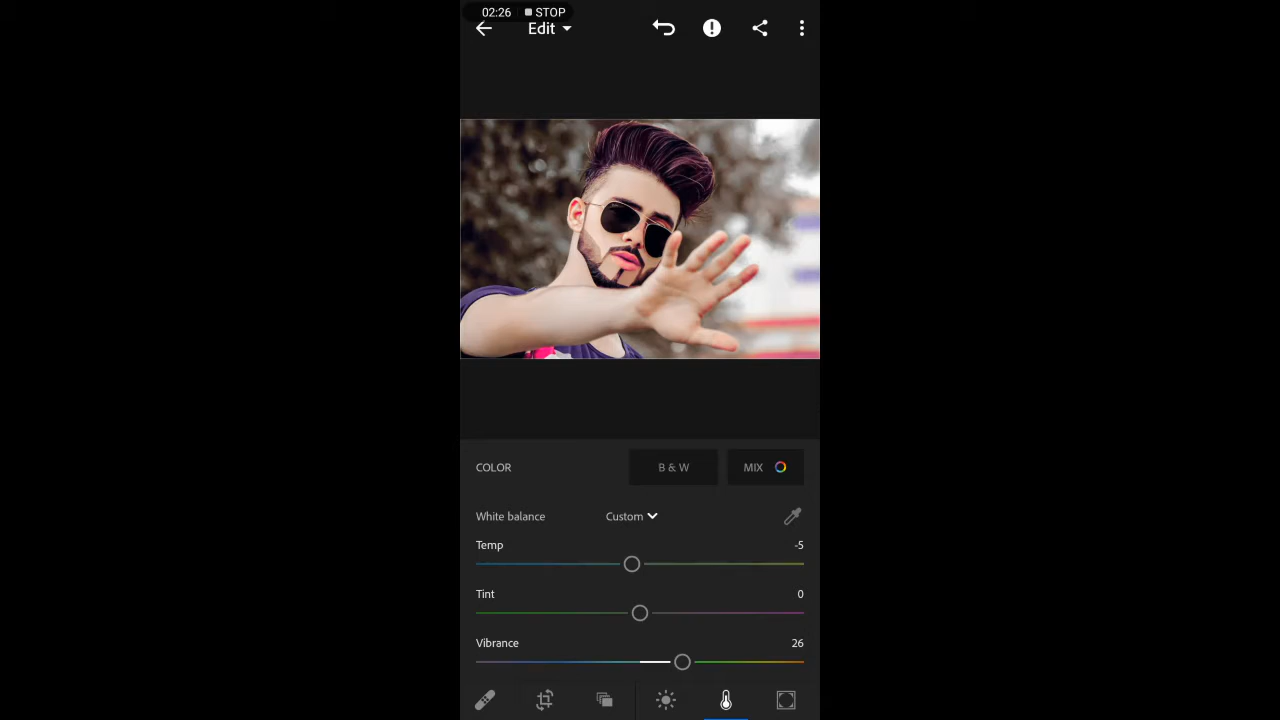 02:26 STOP
Edit
COLOR B & W MIX
White balance Custom
Temp -5
Tint 0
Vibrance 26